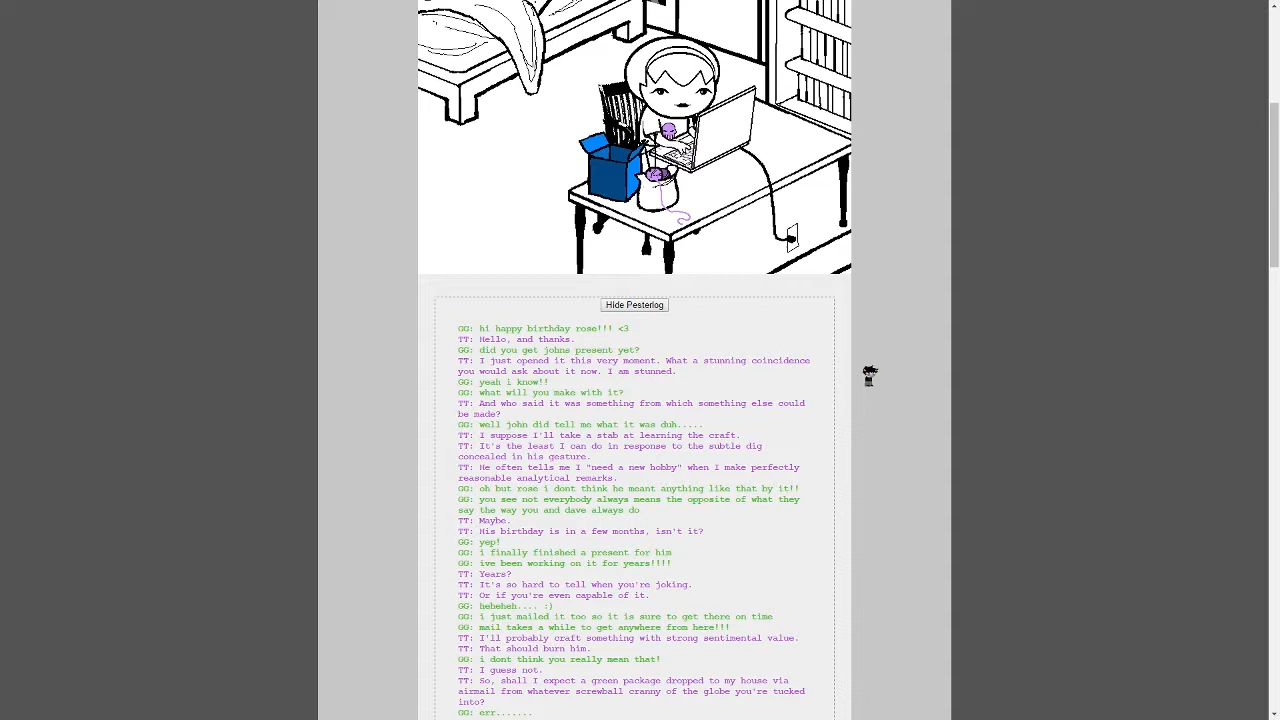 HIde Pesterlog
GG: hi happy birthday rose!!! <3
TT: Hello, and thanks.
GG: did you get johns present yet?
TT: I just opened it this very moment. What a stunning coincidence
you would ask about it now. I am stunned.
GG: yeah i know!!
GG: what will you make with it?
TT: And who said it was something from which something else could
be made?
GG: well john did tell me what it was duh.....
TT: I suppose I'll take a stab at learning the craft.
TT: It's the least I can do in response to the subtle dig
concealed in his gesture.
TT: He often tells me I "need a new hobby" when I make perfectly
reasonable analytical remarks.
GG: oh but rose i dont think he meant anything like that by it!!
GG: you see not everybody always means the opposite of what they
say the way you and dave always do
TT: Maybe.
TT: His birthday is in a few months, isn't it?
GG: yep!
GG: i finally finished a present for him
GG: ive been working on it for years!!!!
TT: Years?
TT: It's so hard to tell when you're joking.
TT: Or if you're even capable of it.
GG: heheheh.... :)
GG: i just mailed it too so it is sure to get there on time
GG: mail takes a while to get anywhere from here!!!
TT: I'll probably craft something with strong sentimental value.
TT: That should burn him.
GG: i dont think you really mean that!
TT: I guess not.
TT: So, shall I expect a green package dropped to my house via
airmail from whatever screwball cranny of the globe you're tucked
into?
GG: err.......